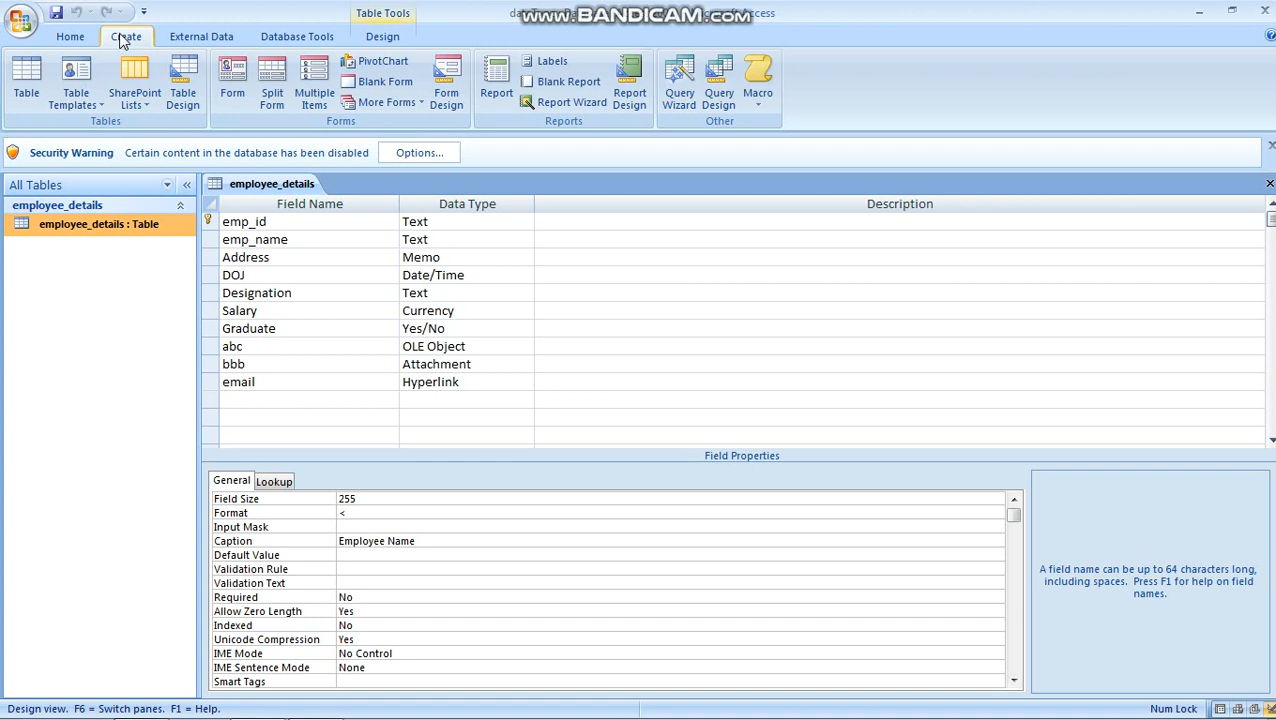 Table Tools
www.BANDICAM.com
Home Create External Data Database Tools Design
Table
Table Templates
SharePoint Lists
Table Design
Tables
Form
Split Form
Multiple Items
PivotChart
Blank Form
More Forms
Form Design
Forms
Report
Labels
Blank Report
Report Wizard
Report Design
Reports
Query Wizard
Query Design
Macro
Other
Security Warning Certain content in the database has been disabled Options...
All Tables
employee_details
employee_details : Table
employee_details
Field Name Data Type Description
emp_id Text
emp_name Text
Address Memo
DOJ Date/Time
Designation Text
Salary Currency
Graduate Yes/No
abc OLE Object
bbb Attachment
email Hyperlink
Field Properties
General Lookup
Field Size 255
Format <
Input Mask
Caption Employee Name
Default Value
Validation Rule
Validation Text
Required No
Allow Zero Length Yes
Indexed No
Unicode Compression Yes
IME Mode No Control
IME Sentence Mode None
Smart Tags
A field name can be up to 64 characters long,
including spaces. Press F1 for help on field
names.
Design view. F6 = Switch panes. F1 = Help. Num Lock